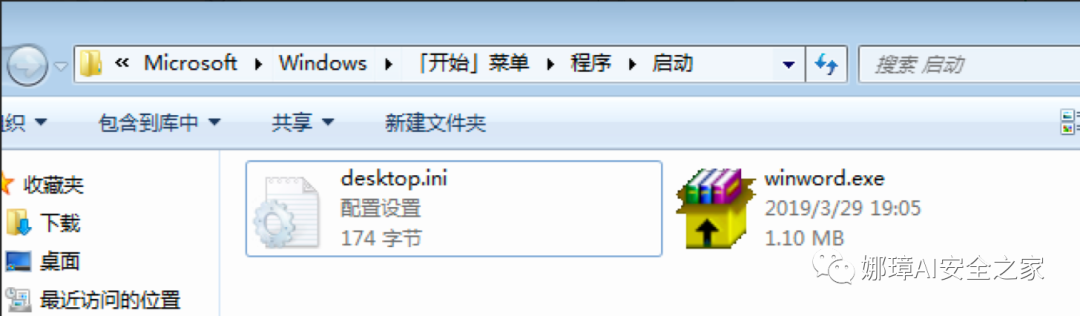 « Microsoft ▸ Windows ▸ 「开始」菜单 ▸ 程序 ▸ 启动
搜索 启动
织 包含到库中 共享 新建文件夹
收藏夹
下载
桌面
最近访问的位置
desktop.ini
配置设置
174 字节
winword.exe
2019/3/29 19:05
1.10 MB
娜璋AI安全之家